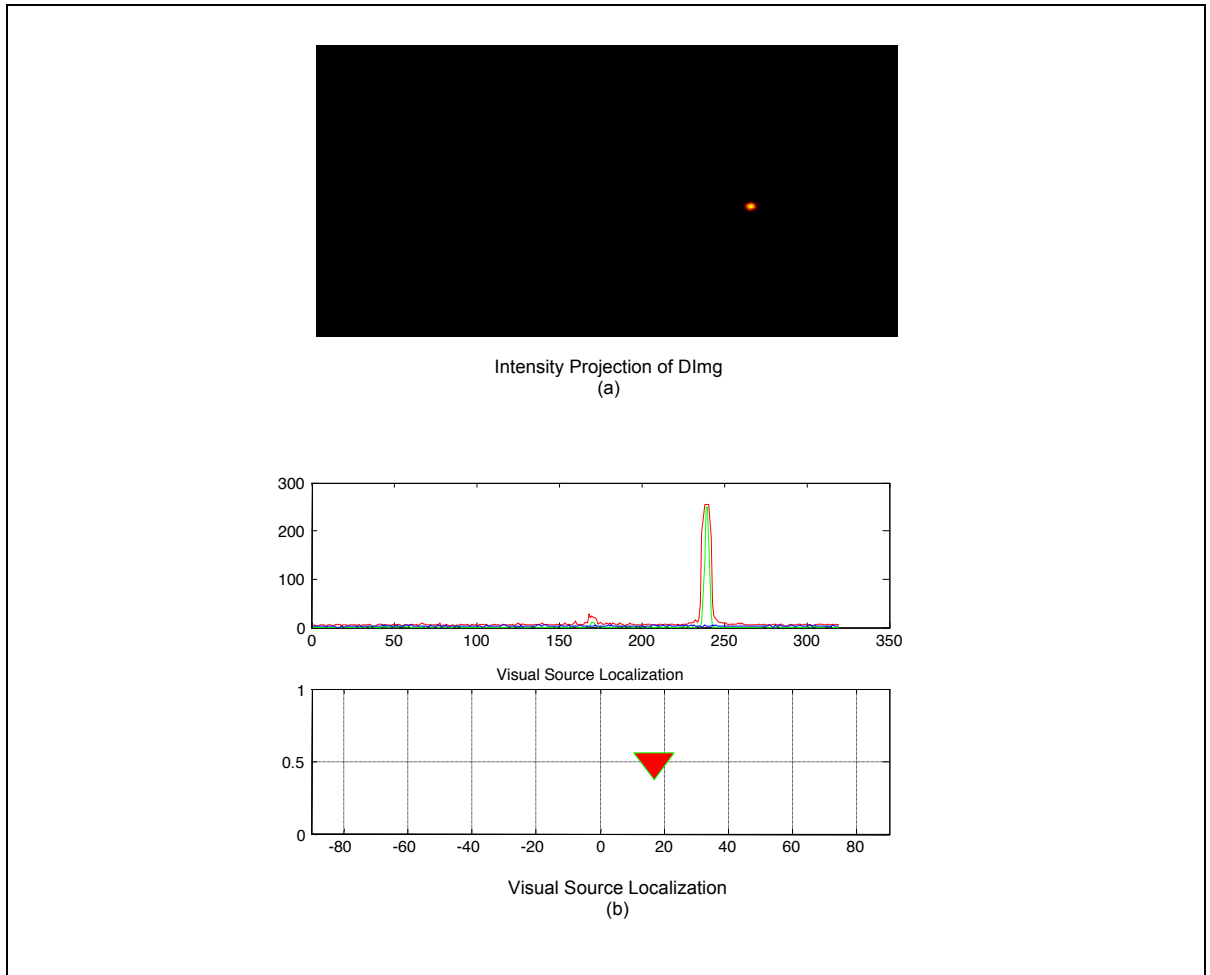 Intensity Projection of DImg
(a)
300
200
100
0
0 50 100 150 200 250 300 350
Visual Source Localization
1
0.5
0
-80 -60 -40 -20 0 20 40 60 80
Visual Source Localization
(b)